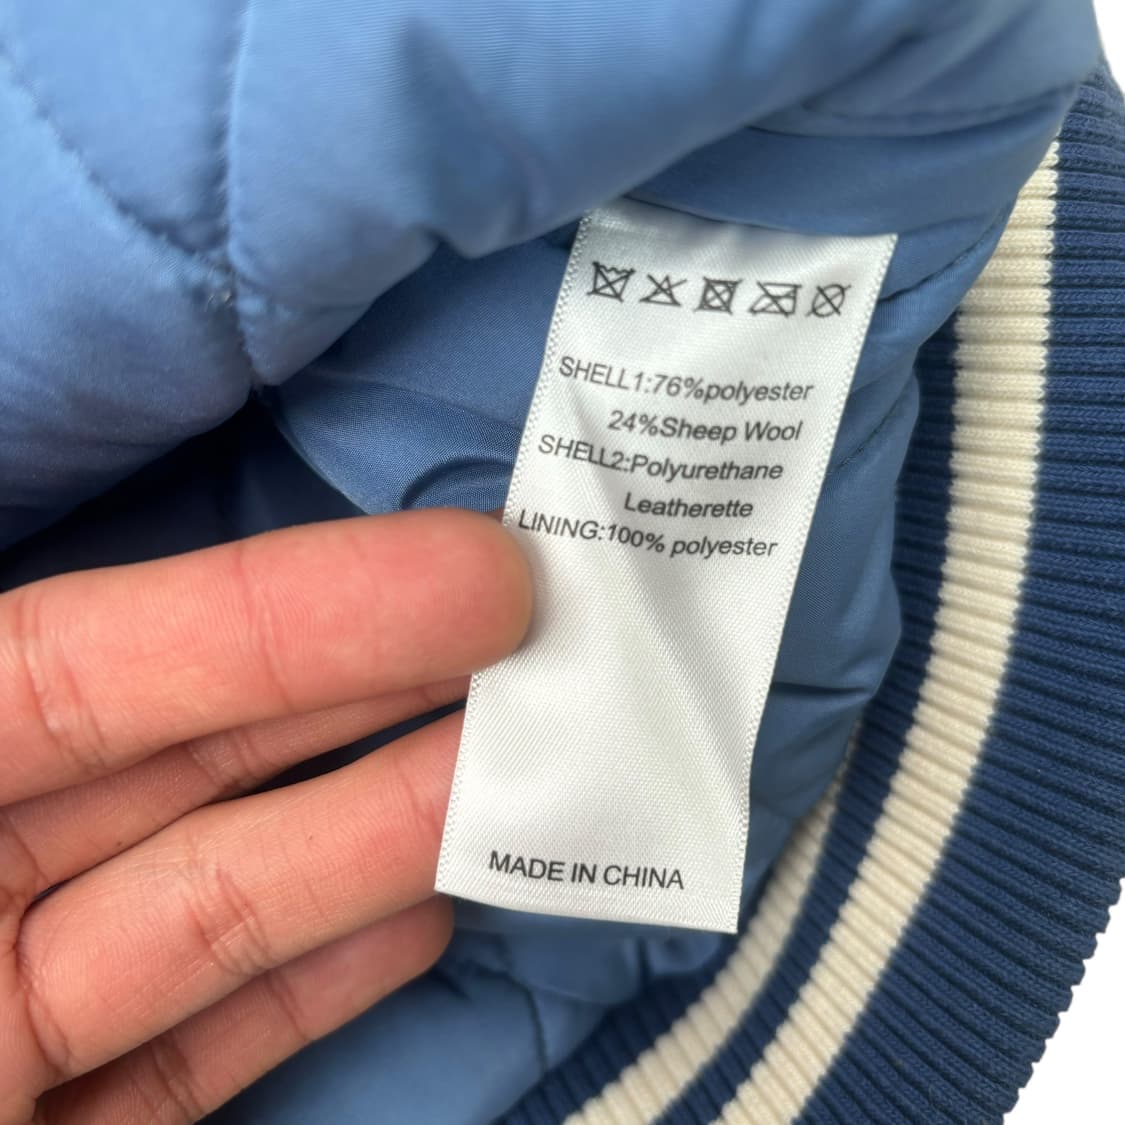 SHELL1:76%polyester
24%Sheep Wool
SHELL2:Polyurethane
Leatherette
LINING:100% polyester
MADE IN CHINA